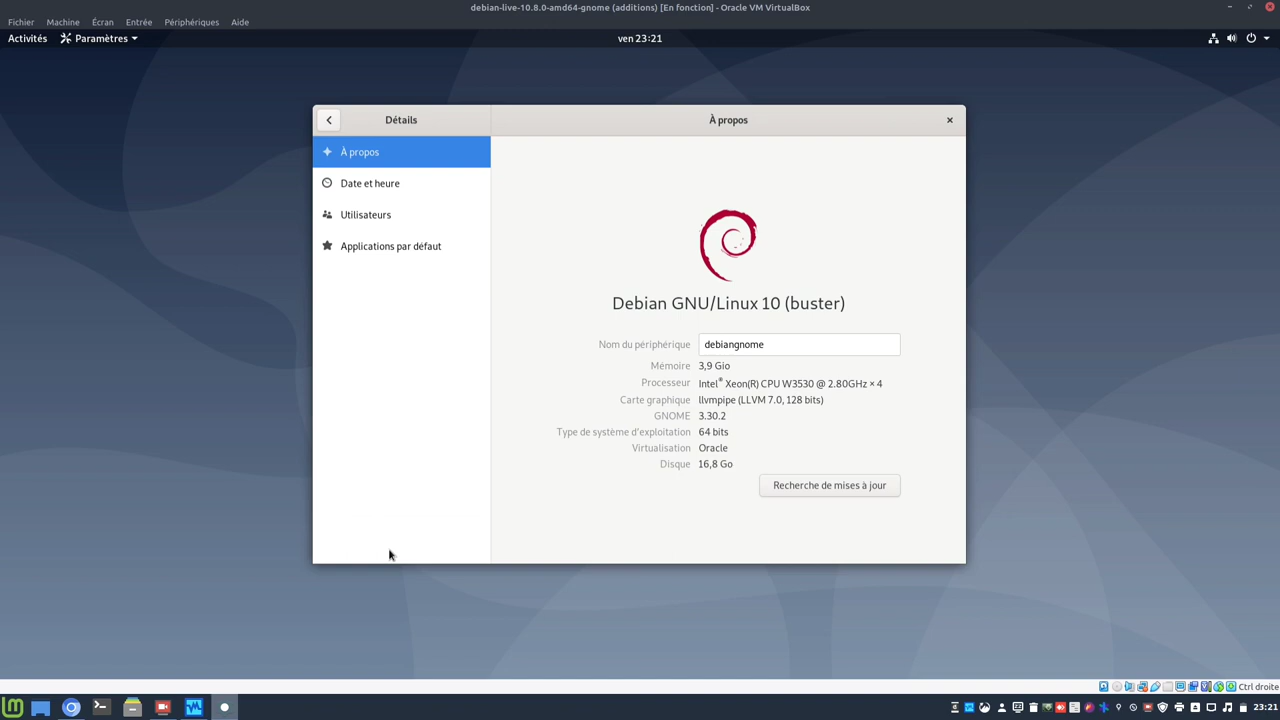 debian-live-10.8.0-amd64-gnome (additions) [En fonction] - Oracle VM VirtualBox
Fichier Machine Écran Entrée Périphériques Aide
Activités Paramètres ven 23:21
Détails À propos
À propos
Date et heure
Utilisateurs
Applications par défaut
Debian GNU/Linux 10 (buster)
Nom du périphérique debiangnome
Mémoire 3,9 Gio
Processeur Intel® Xeon(R) CPU W3530 @ 2.80GHz × 4
Carte graphique llvmpipe (LLVM 7.0, 128 bits)
GNOME 3.30.2
Type de système d'exploitation 64 bits
Virtualisation Oracle
Disque 16,8 Go
Recherche de mises à jour
Ctrl droite
23:21